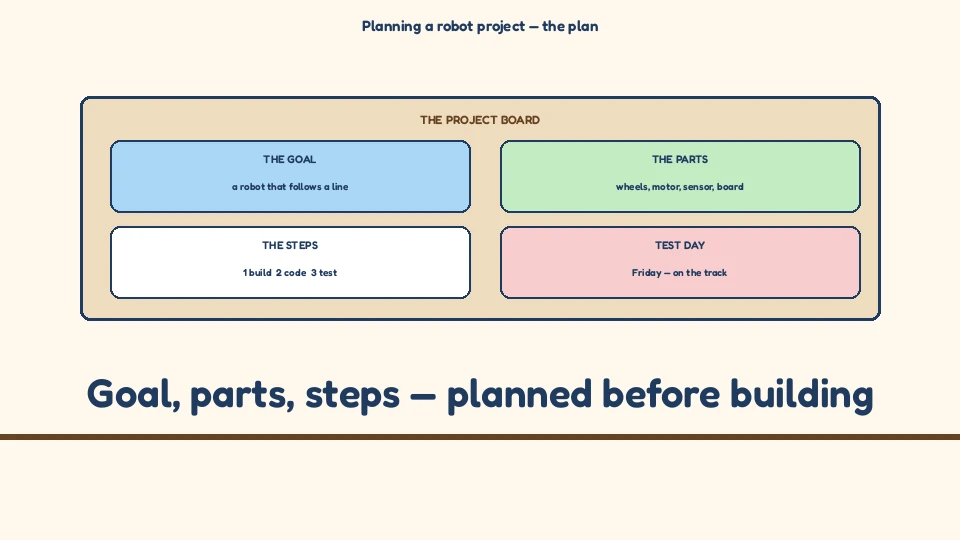 Planning a robot project — the plan
THE PROJECT BOARD
THE GOAL
a robot that follows a line
THE PARTS
wheels, motor, sensor, board
THE STEPS
1 build 2 code 3 test
TEST DAY
Friday — on the track
Goal, parts, steps — planned before building